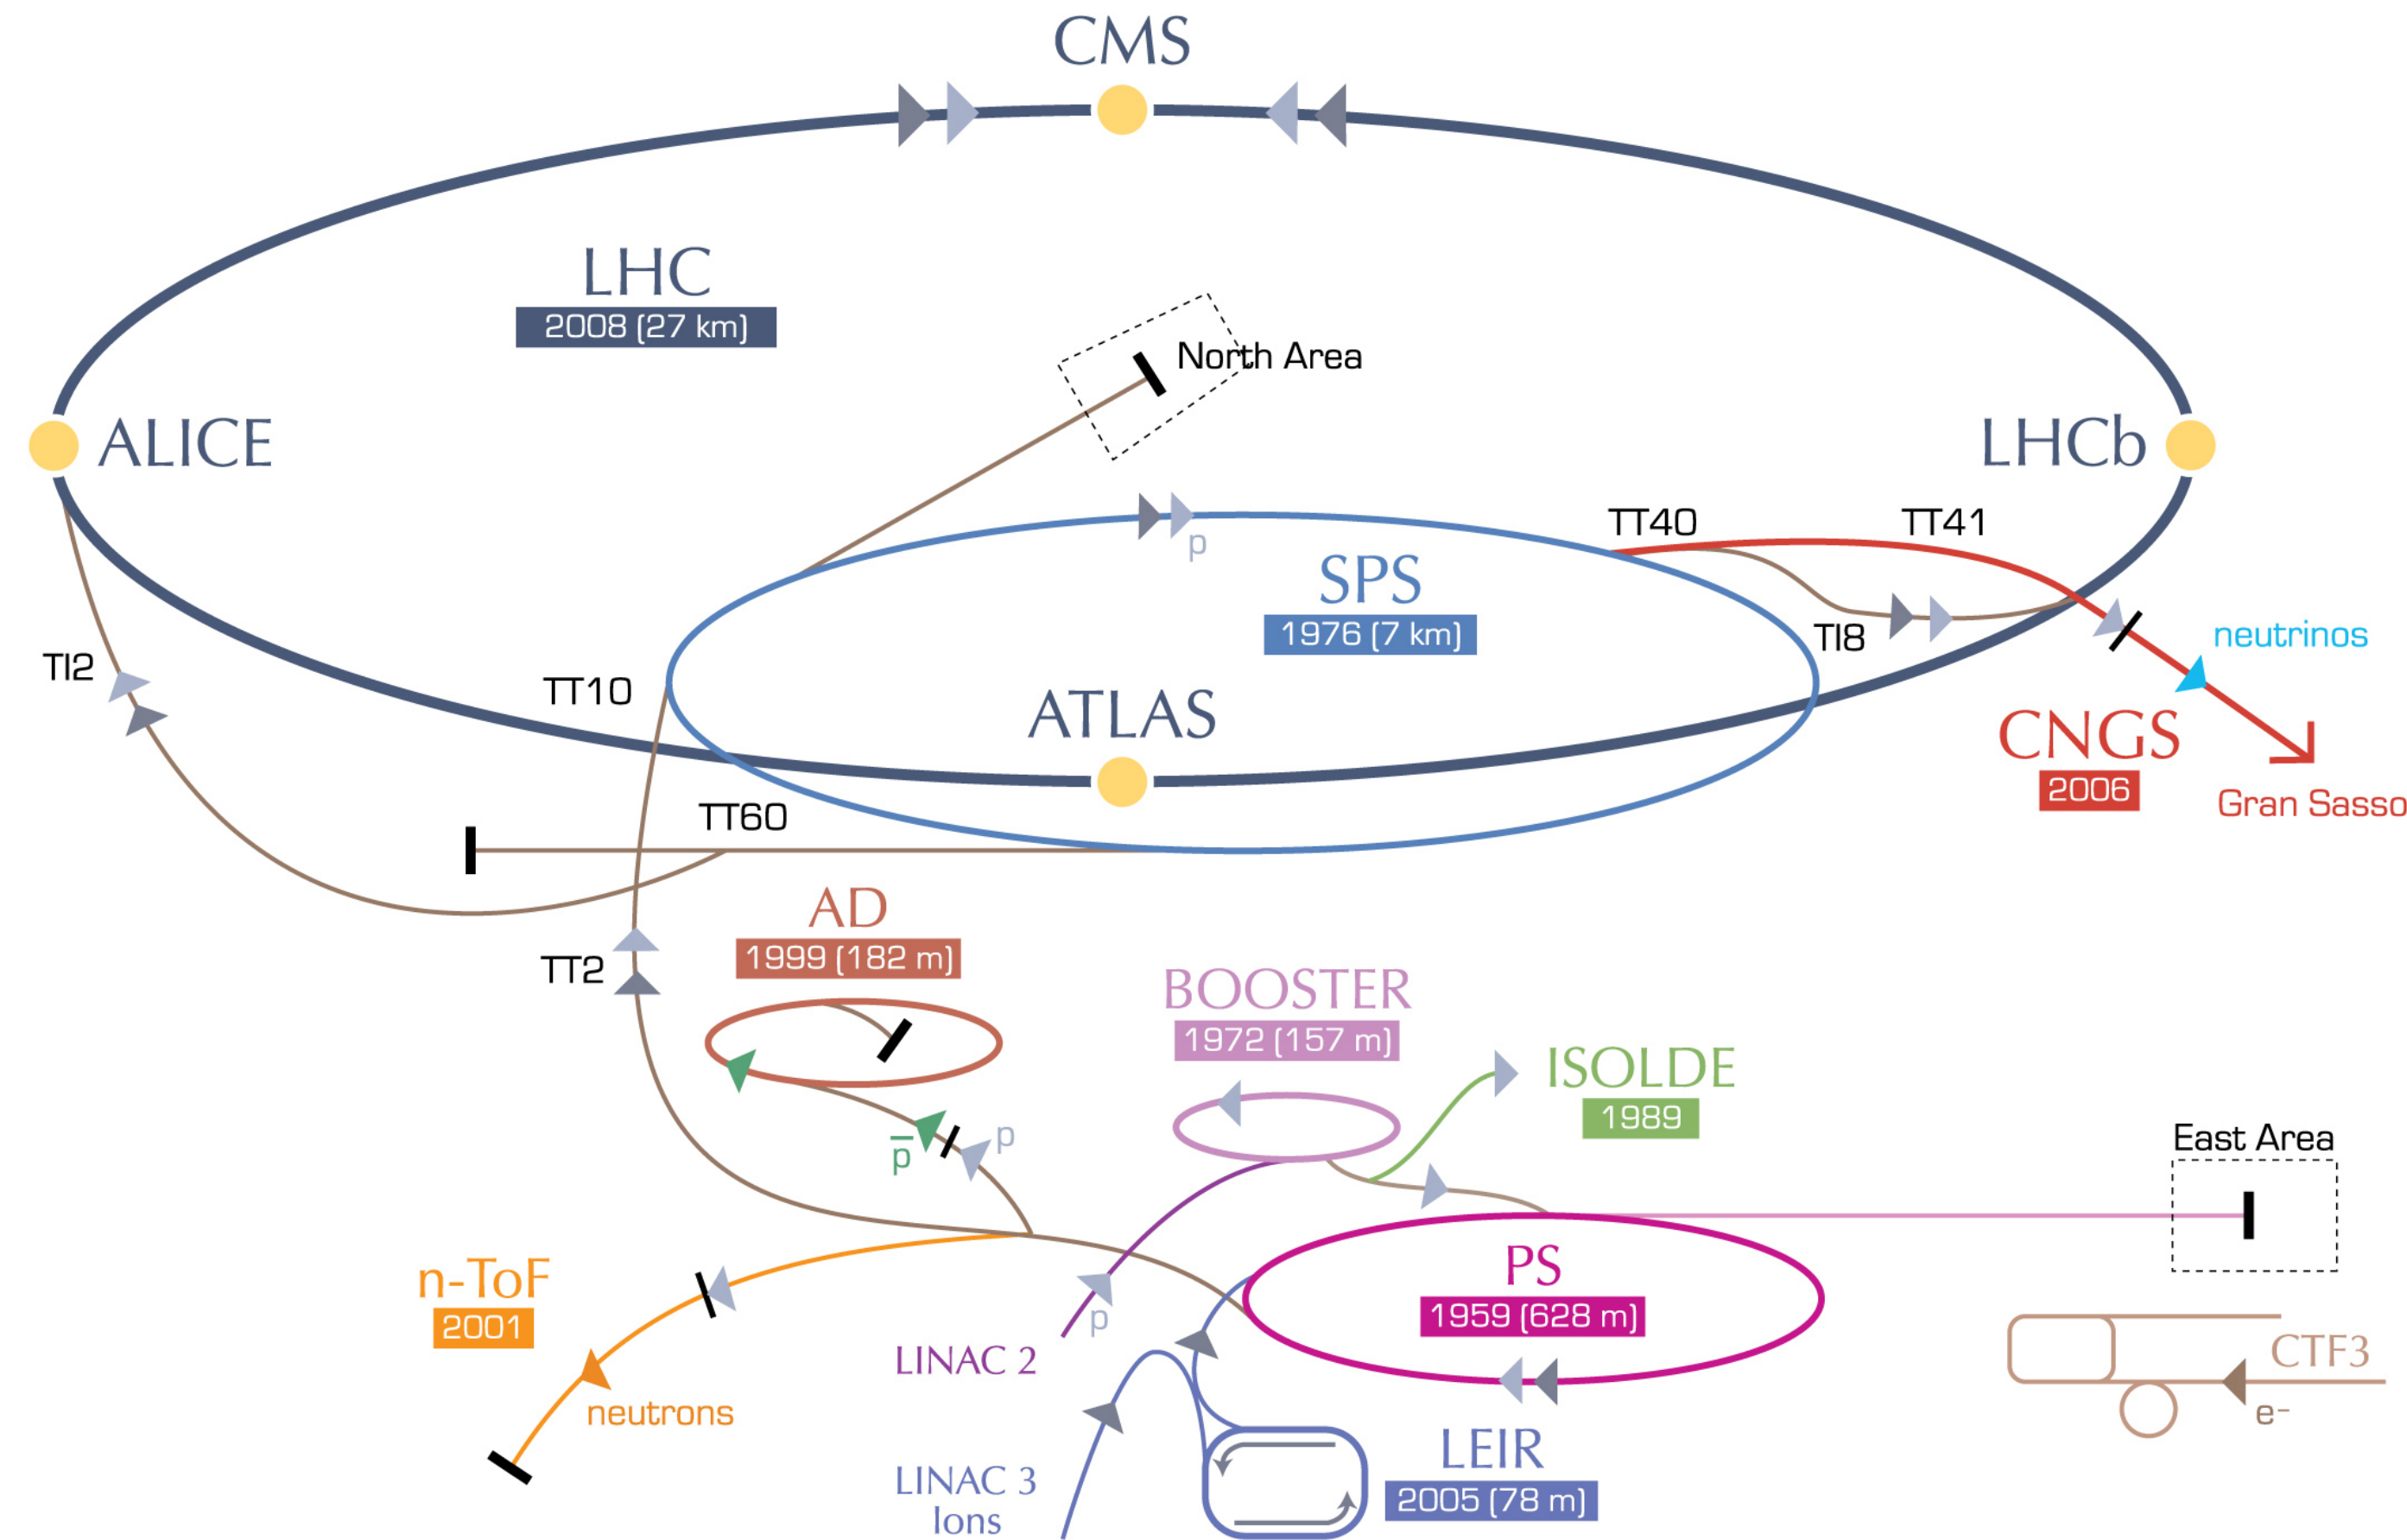 CMS
LHC
2008 (27 km)
North Area
ALICE
LHCb
TT40
TT41
p
SPS
1976 (7 km)
TI8
neutrinos
TI2
TT10
ATLAS
CNGS
2006
Gran Sasso
TT60
AD
1999 (182 m)
TT2
BOOSTER
1972 (157 m)
ISOLDE
1989
p
p̅
East Area
n-ToF
2001
PS
1959 (628 m)
p
LINAC 2
CTF3
neutrons
e-
LEIR
2005 (78 m)
LINAC 3
Ions